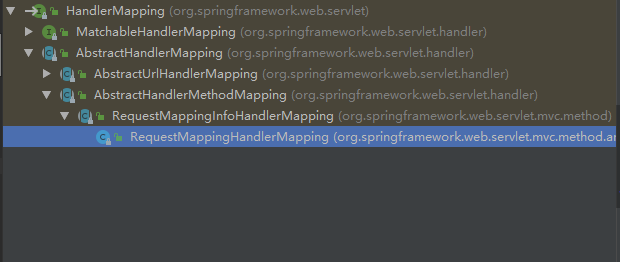 HandlerMapping (org.springframework.web.servlet)
MatchableHandlerMapping (org.springframework.web.servlet.handler)
AbstractHandlerMapping (org.springframework.web.servlet.handler)
AbstractUrlHandlerMapping (org.springframework.web.servlet.handler)
AbstractHandlerMethodMapping (org.springframework.web.servlet.handler)
RequestMappingInfoHandlerMapping (org.springframework.web.servlet.mvc.method)
RequestMappingHandlerMapping (org.springframework.web.servlet.mvc.method.an